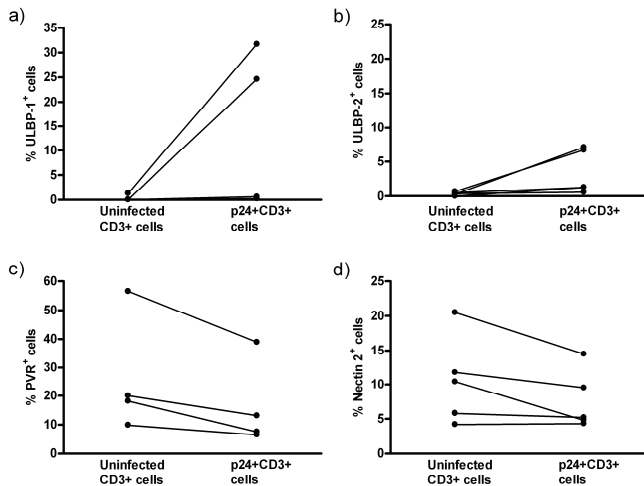 a)
% ULBP-1+ cells
35
30
25
20
15
10
5
0
Uninfected
CD3+ cells
p24+CD3+
cells
b)
% ULBP-2+ cells
25
20
15
10
5
0
Uninfected
CD3+ cells
p24+CD3+
cells
c)
% PVR+ cells
60
50
40
30
20
10
0
Uninfected
CD3+ cells
p24+CD3+
cells
d)
% Nectin 2+ cells
25
20
15
10
5
0
Uninfected
CD3+ cells
p24+CD3+
cells